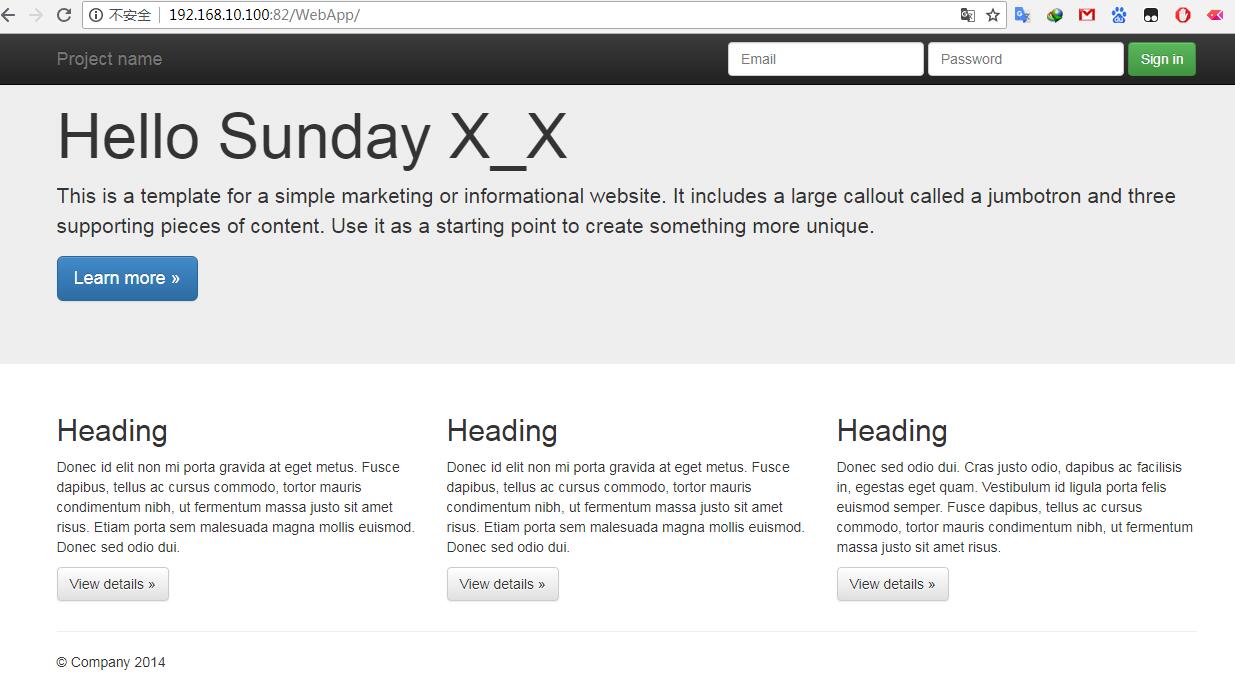 不安全 192.168.10.100:82/WebApp/
Project name Email Password Sign in
Hello Sunday X_X
This is a template for a simple marketing or informational website. It includes a large callout called a jumbotron and three
supporting pieces of content. Use it as a starting point to create something more unique.
Learn more »
Heading
Donec id elit non mi porta gravida at eget metus. Fusce
dapibus, tellus ac cursus commodo, tortor mauris
condimentum nibh, ut fermentum massa justo sit amet
risus. Etiam porta sem malesuada magna mollis euismod.
Donec sed odio dui.
View details »
Heading
Donec id elit non mi porta gravida at eget metus. Fusce
dapibus, tellus ac cursus commodo, tortor mauris
condimentum nibh, ut fermentum massa justo sit amet
risus. Etiam porta sem malesuada magna mollis euismod.
Donec sed odio dui.
View details »
Heading
Donec sed odio dui. Cras justo odio, dapibus ac facilisis
in, egestas eget quam. Vestibulum id ligula porta felis
euismod semper. Fusce dapibus, tellus ac cursus
commodo, tortor mauris condimentum nibh, ut fermentum
massa justo sit amet risus.
View details »
© Company 2014